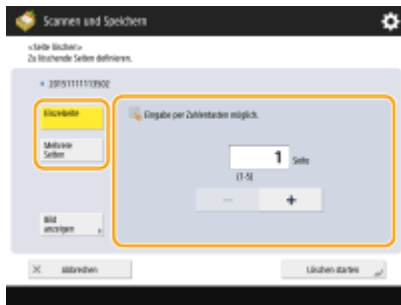 Scannen und Speichern
<Seite löschen>
Zu löschende Seiten definieren.
20151111113502
Einzelseite
Eingabe per Zahlentasten möglich.
Mehrere
Seiten
1 Seite
(1-5)
− +
Bild
anzeigen
× Abbrechen
Löschen starten